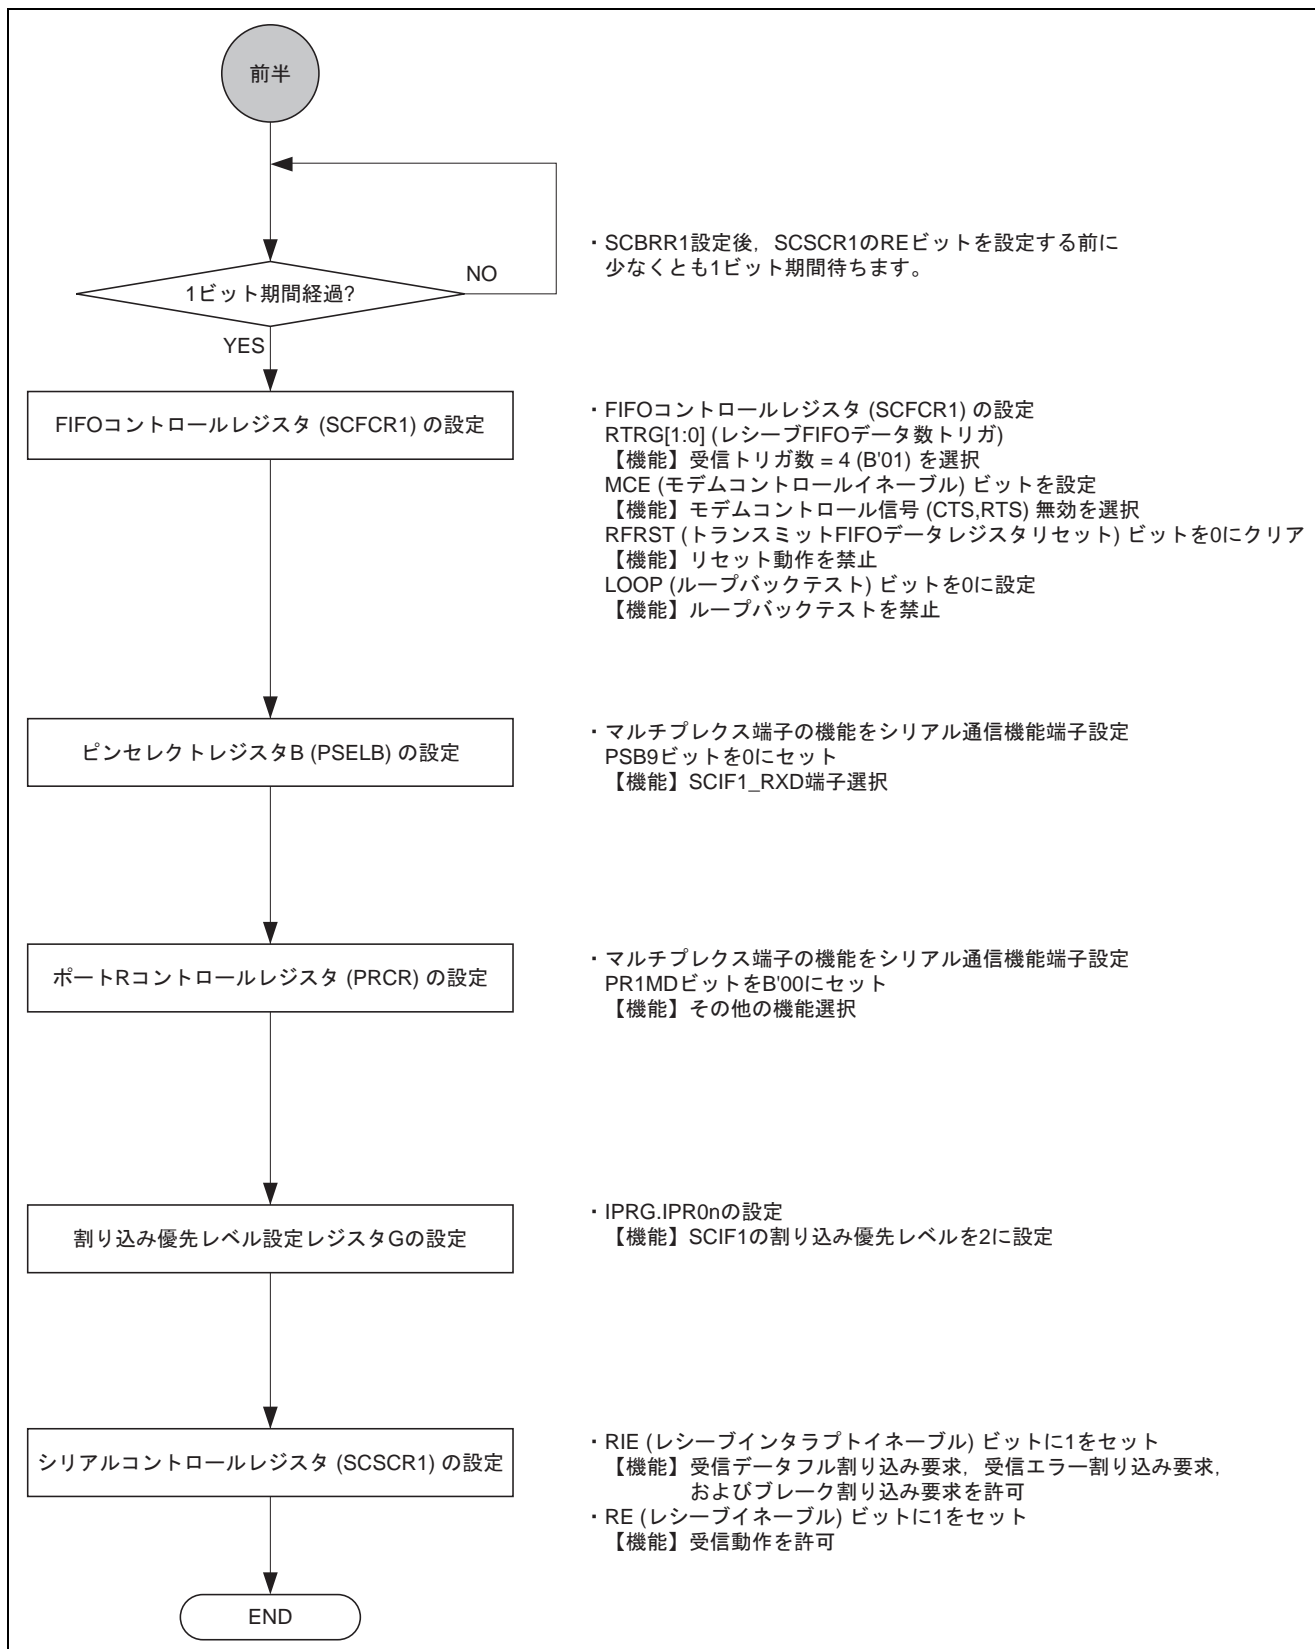 前半
・SCBRR1設定後，SCSCR1のREビットを設定する前に
少なくとも1ビット期間待ちます。
NO
1ビット期間経過?
YES
FIFOコントロールレジスタ (SCFCR1) の設定
・FIFOコントロールレジスタ (SCFCR1) の設定
RTRG[1:0] (レシーブFIFOデータ数トリガ)
【機能】受信トリガ数 = 4 (B'01) を選択
MCE (モデムコントロールイネーブル) ビットを設定
【機能】モデムコントロール信号 (CTS,RTS) 無効を選択
RFRST (トランスミットFIFOデータレジスタリセット) ビットを0にクリア
【機能】リセット動作を禁止
LOOP (ループバックテスト) ビットを0に設定
【機能】ループバックテストを禁止
ピンセレクトレジスタB (PSELB) の設定
・マルチプレクス端子の機能をシリアル通信機能端子設定
PSB9ビットを0にセット
【機能】SCIF1_RXD端子選択
ポートRコントロールレジスタ (PRCR) の設定
・マルチプレクス端子の機能をシリアル通信機能端子設定
PR1MDビットをB'00にセット
【機能】その他の機能選択
割り込み優先レベル設定レジスタGの設定
・IPRG.IPR0nの設定
【機能】SCIF1の割り込み優先レベルを2に設定
シリアルコントロールレジスタ (SCSCR1) の設定
・RIE (レシーブインタラプトイネーブル) ビットに1をセット
【機能】受信データフル割り込み要求，受信エラー割り込み要求，
およびブレーク割り込み要求を許可
・RE (レシーブイネーブル) ビットに1をセット
【機能】受信動作を許可
END